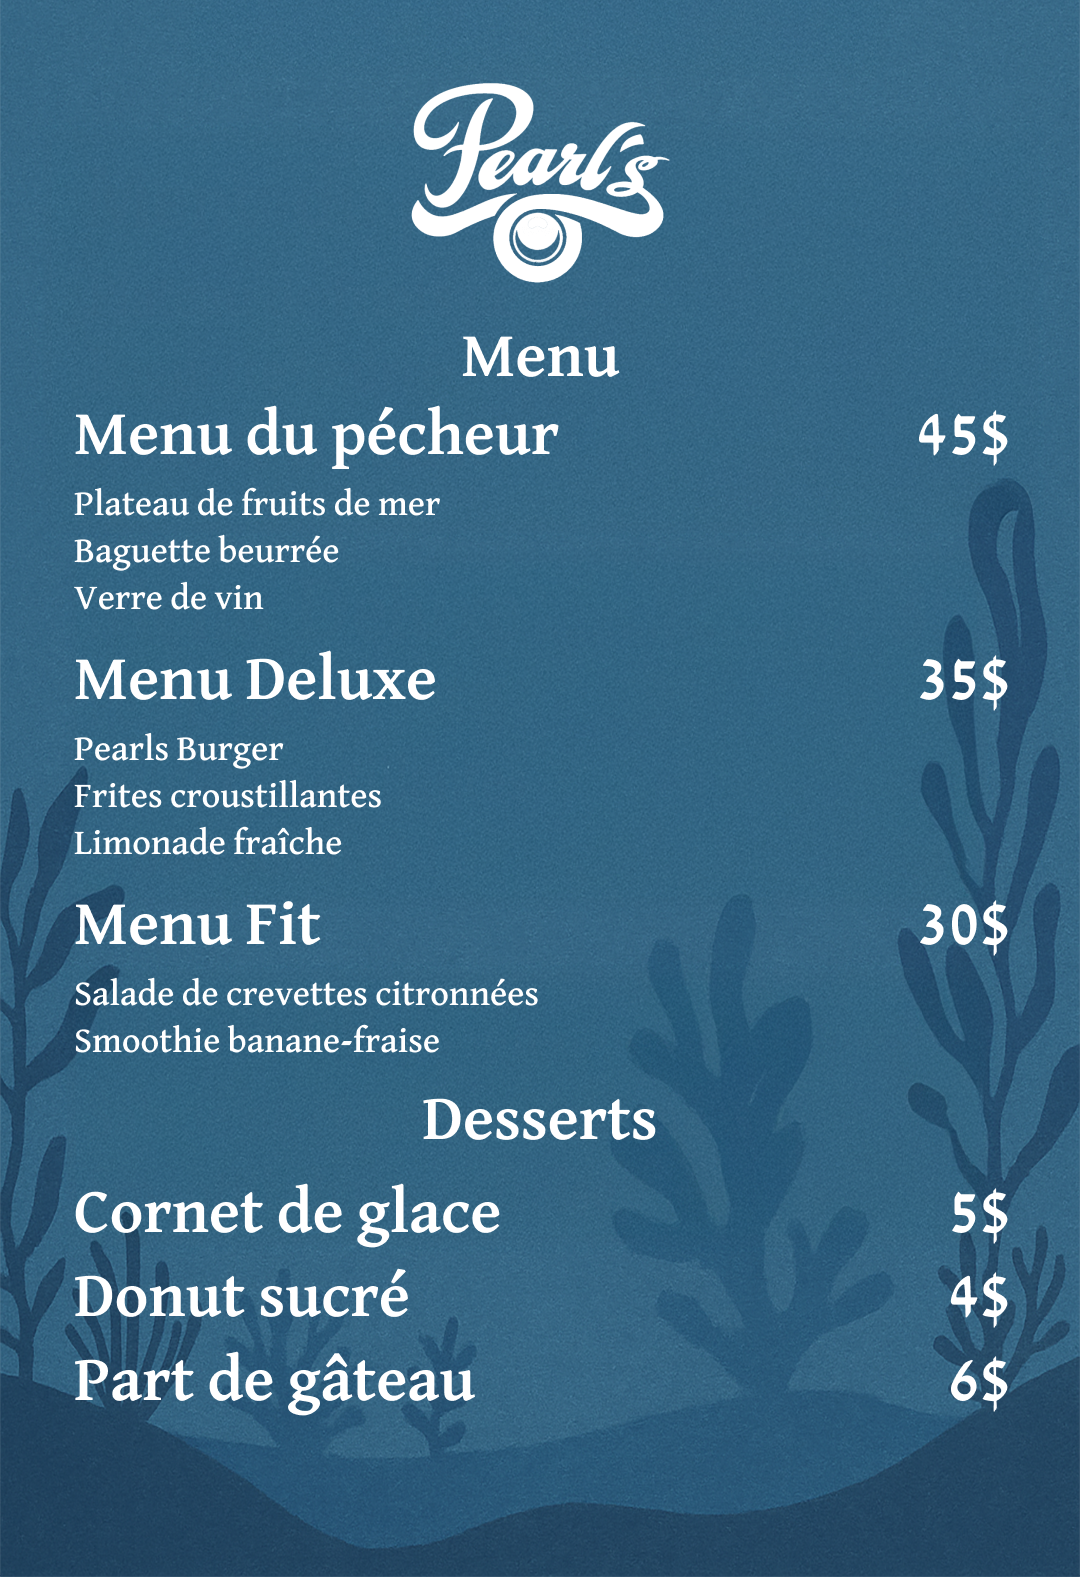 Pearl's
Menu
Menu du pécheur 45$
Plateau de fruits de mer
Baguette beurrée
Verre de vin
Menu Deluxe 35$
Pearls Burger
Frites croustillantes
Limonade fraîche
Menu Fit 30$
Salade de crevettes citronnées
Smoothie banane-fraise
Desserts
Cornet de glace 5$
Donut sucré 4$
Part de gâteau 6$